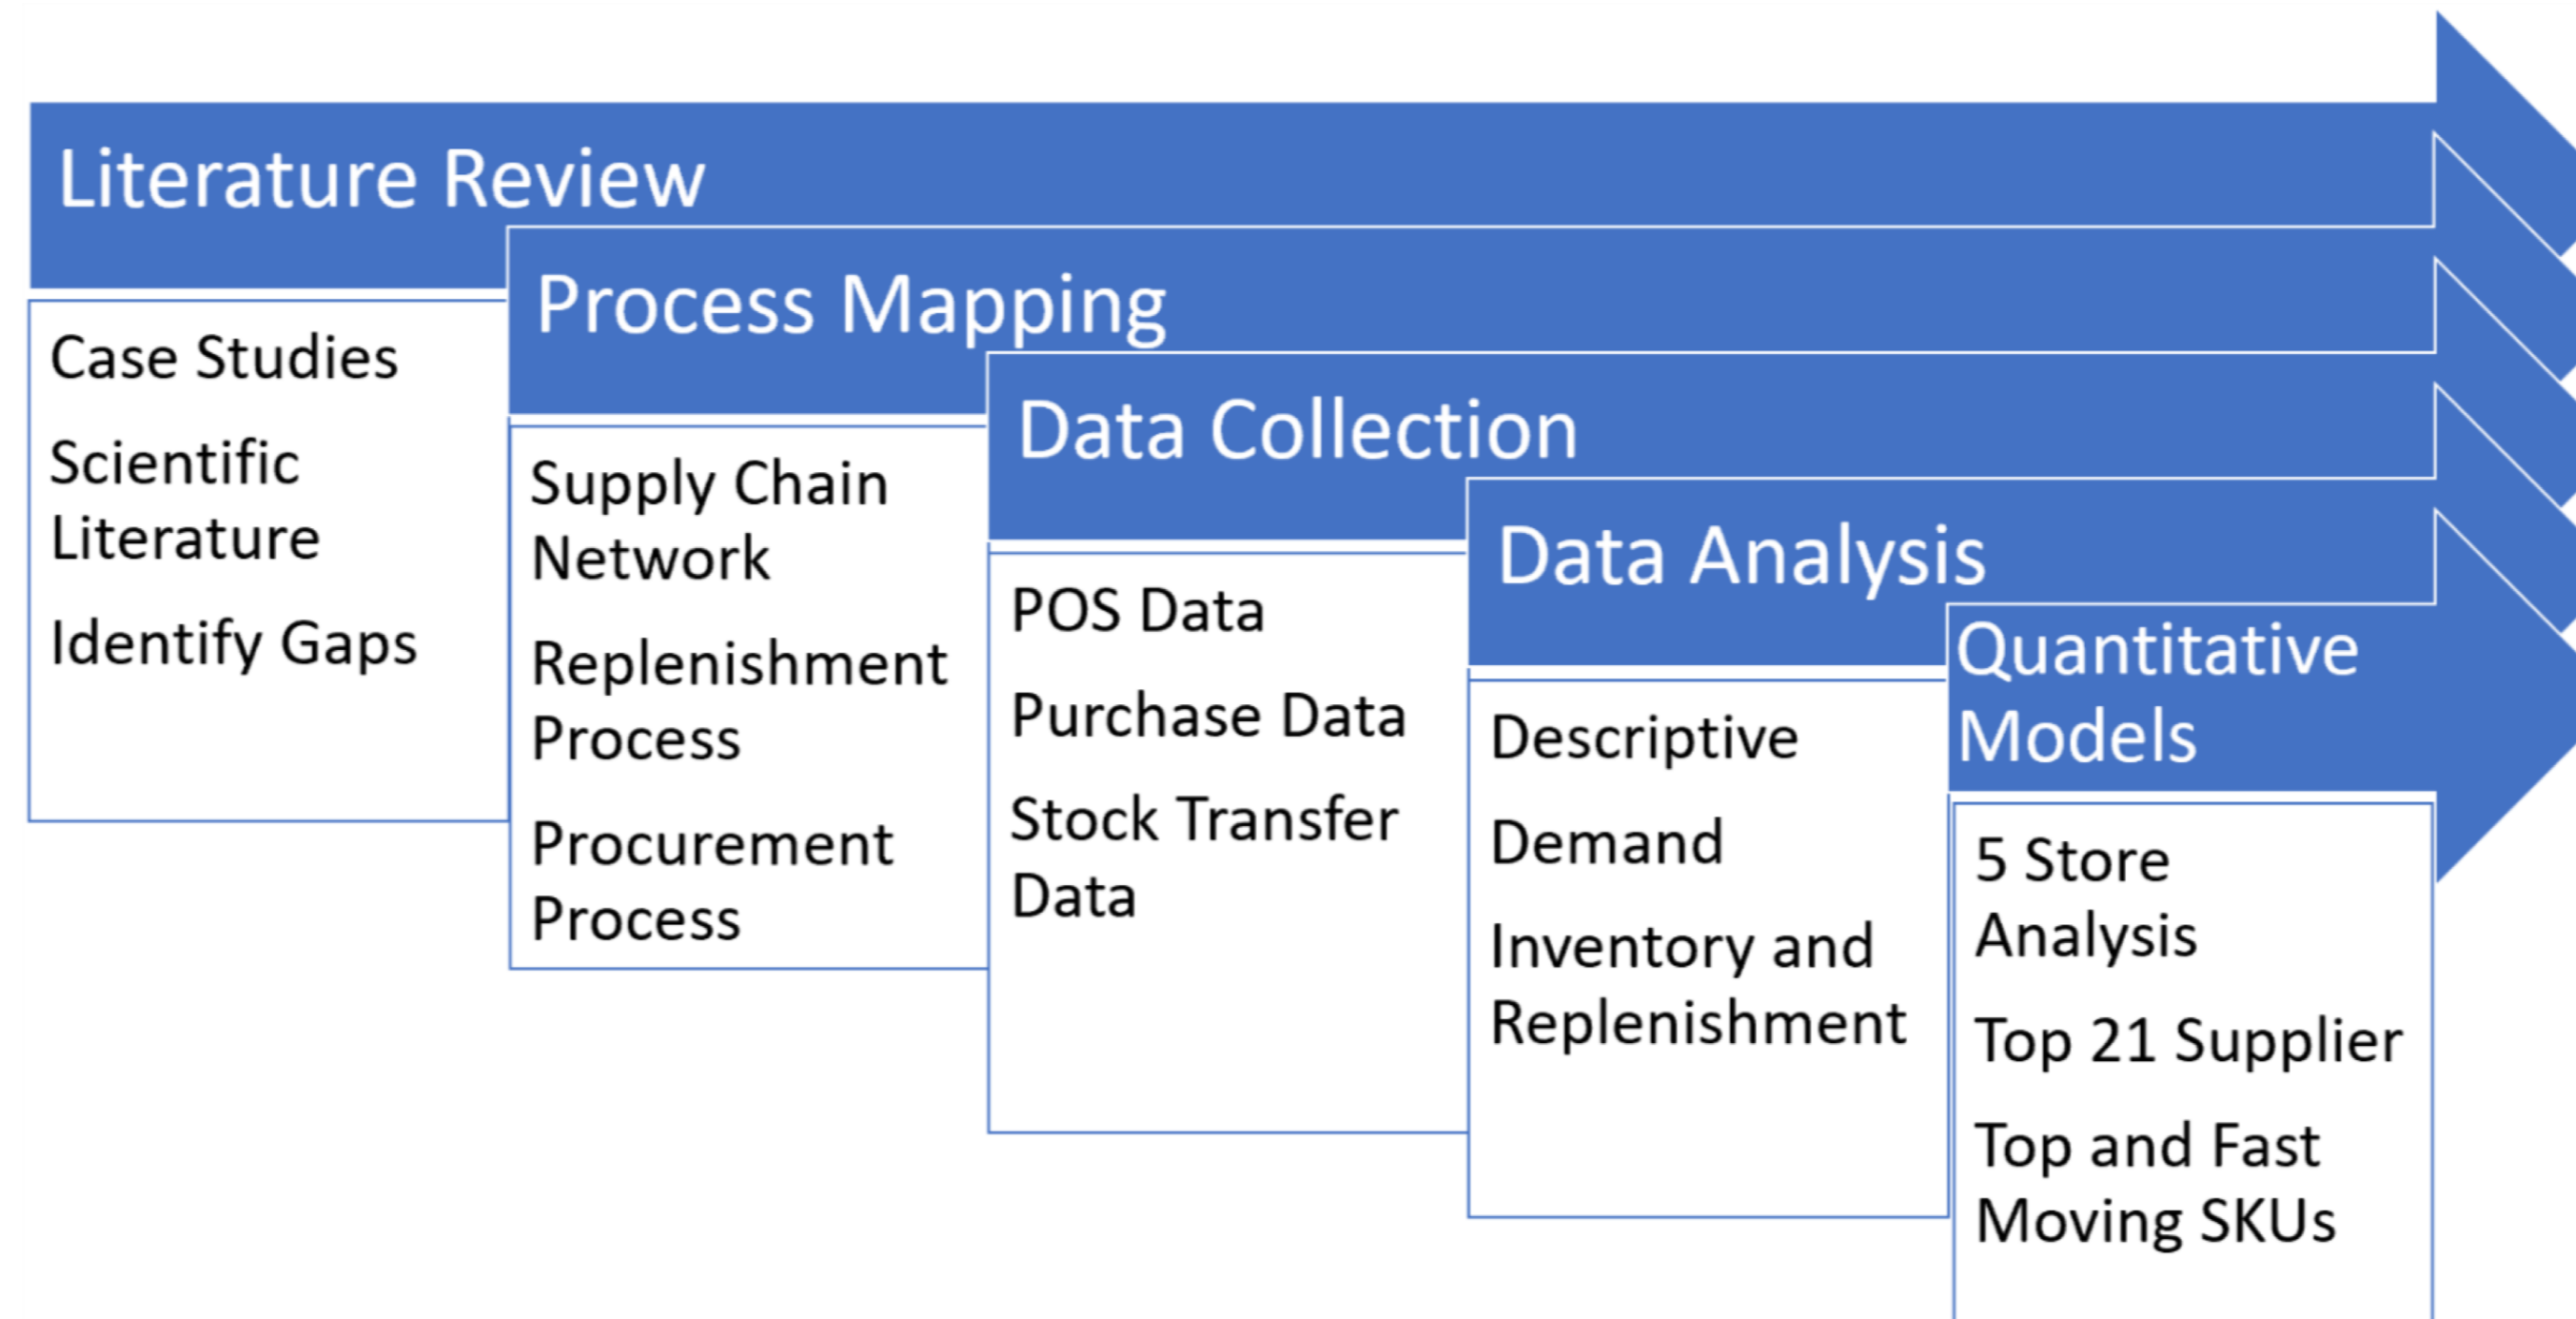 Literature Review
Case Studies
Scientific
Literature
Identify Gaps
Process Mapping
Supply Chain
Network
Replenishment
Process
Procurement
Process
Data Collection
POS Data
Purchase Data
Stock Transfer
Data
Data Analysis
Descriptive
Demand
Inventory and
Replenishment
Quantitative
Models
5 Store
Analysis
Top 21 Supplier
Top and Fast
Moving SKUs